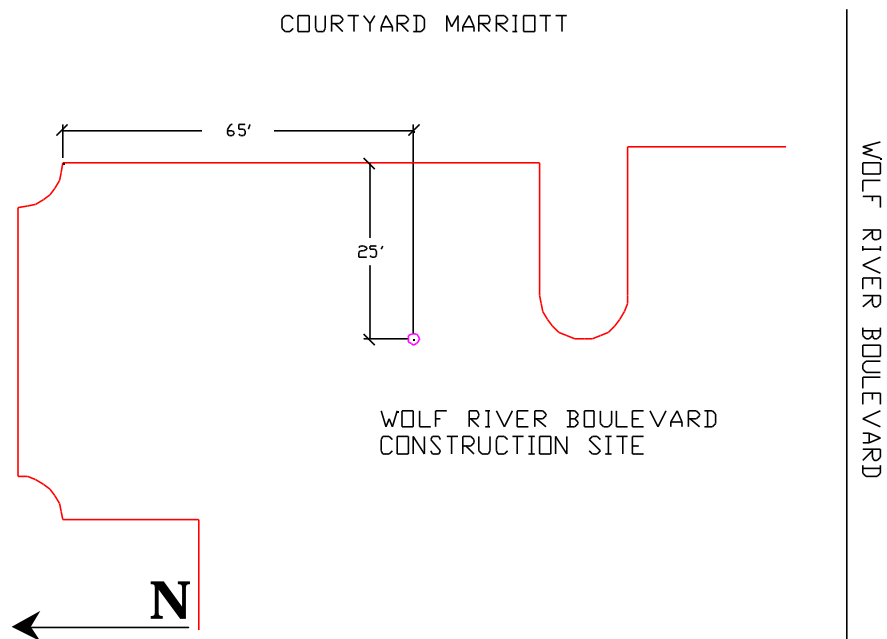 COURTYARD MARRIOTT
65'
25'
WOLF RIVER BOULEVARD
CONSTRUCTION SITE
WOLF RIVER BOULEVARD
N